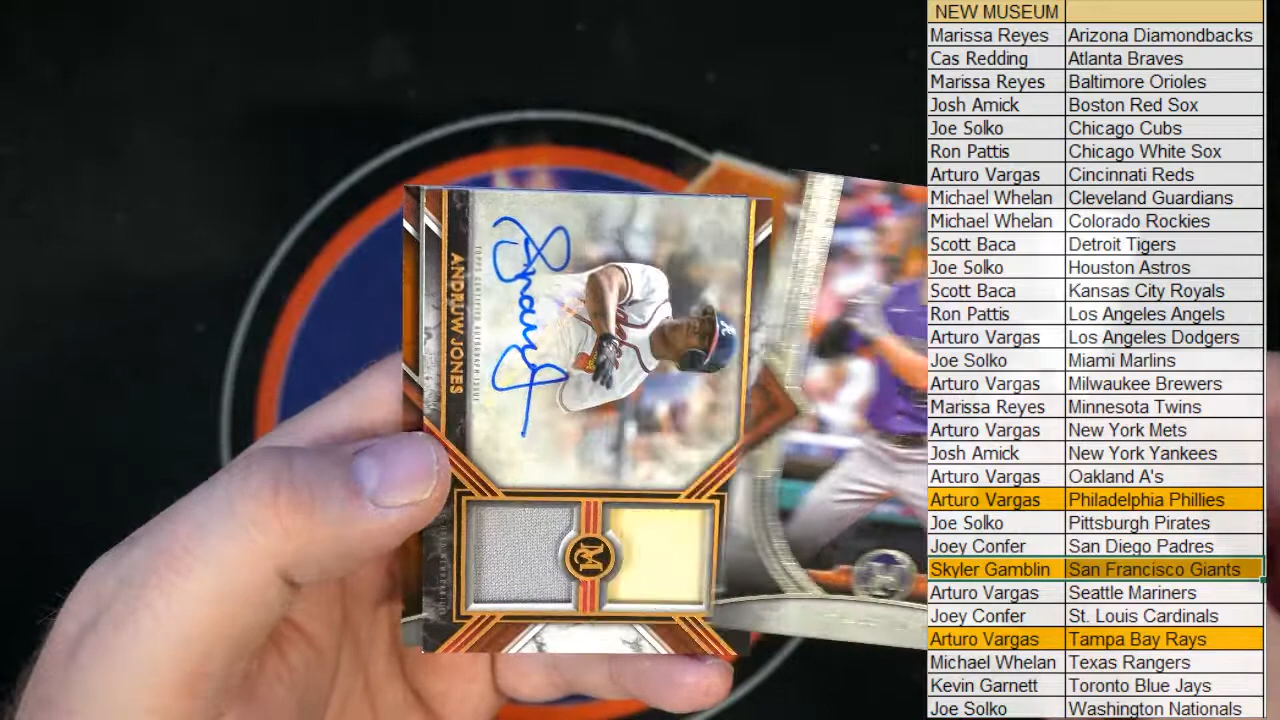 NEW MUSEUM
Marissa Reyes Arizona Diamondbacks
Cas Redding Atlanta Braves
Marissa Reyes Baltimore Orioles
Josh Amick Boston Red Sox
Joe Solko Chicago Cubs
Ron Pattis Chicago White Sox
Arturo Vargas Cincinnati Reds
Michael Whelan Cleveland Guardians
Michael Whelan Colorado Rockies
Scott Baca Detroit Tigers
Joe Solko Houston Astros
Scott Baca Kansas City Royals
Ron Pattis Los Angeles Angels
Arturo Vargas Los Angeles Dodgers
Joe Solko Miami Marlins
Arturo Vargas Milwaukee Brewers
Marissa Reyes Minnesota Twins
Arturo Vargas New York Mets
Josh Amick New York Yankees
Arturo Vargas Oakland A's
Arturo Vargas Philadelphia Phillies
Joe Solko Pittsburgh Pirates
Joey Confer San Diego Padres
Skyler Gamblin San Francisco Giants
Arturo Vargas Seattle Mariners
Joey Confer St. Louis Cardinals
Arturo Vargas Tampa Bay Rays
Michael Whelan Texas Rangers
Kevin Garnett Toronto Blue Jays
Joe Solko Washington Nationals
TOPPS CERTIFIED AUTOGRAPH ISSUE
ANDRUW JONES
M